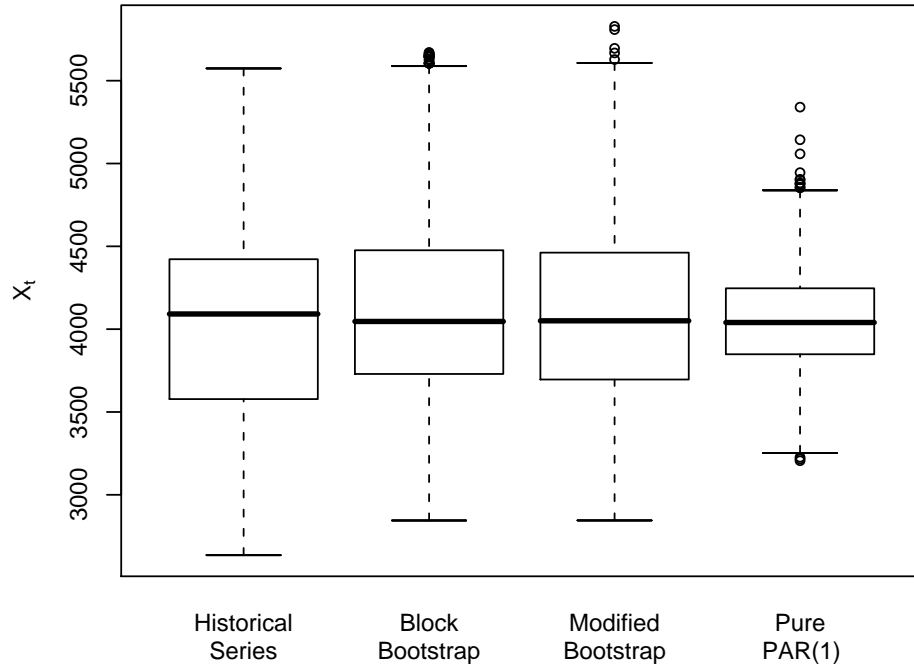 5500
5000
4500
4000
3500
3000
Xt
Historical
Series
Block
Bootstrap
Modified
Bootstrap
Pure
PAR(1)